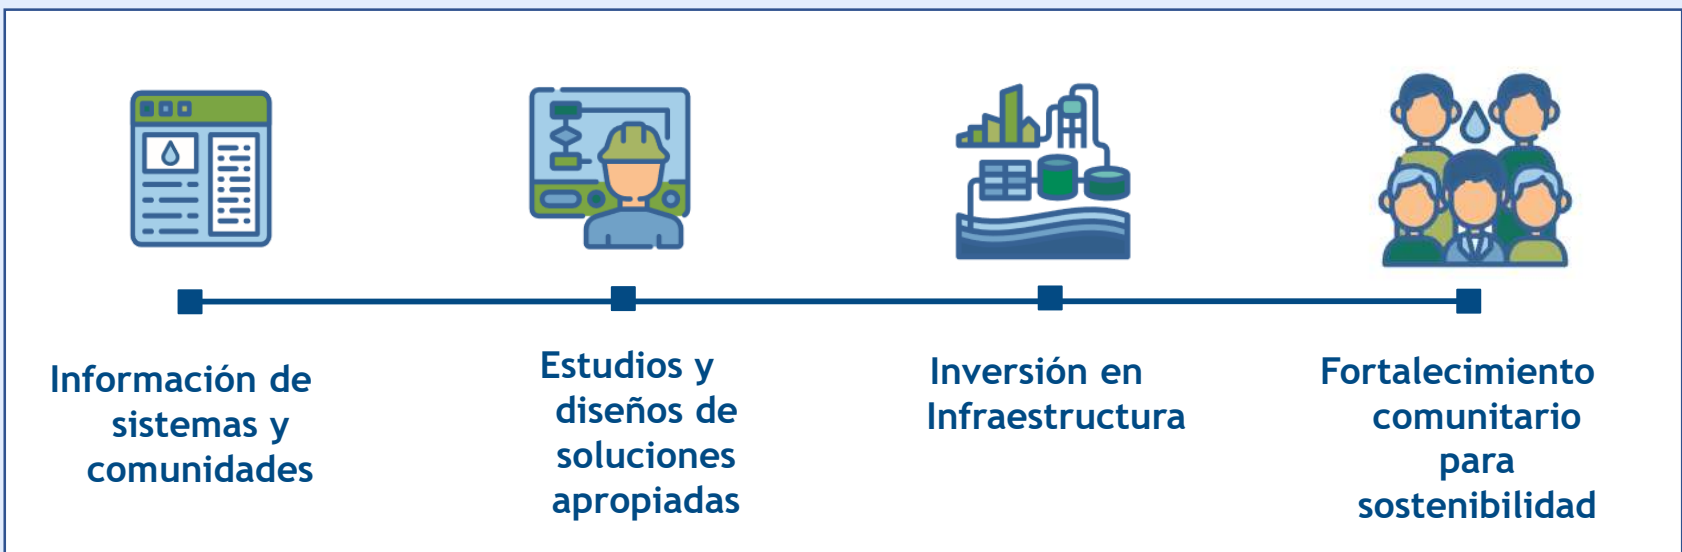 Información de
sistemas y
comunidades
Estudios y
diseños de
soluciones
apropiadas
Inversión en
Infraestructura
Fortalecimiento
comunitario
para
sostenibilidad